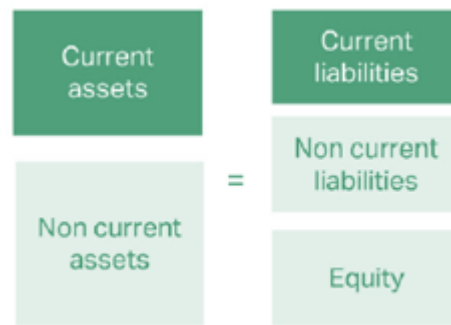 Current
assets
Non current
assets
=
Current
liabilities
Non current
liabilities
Equity